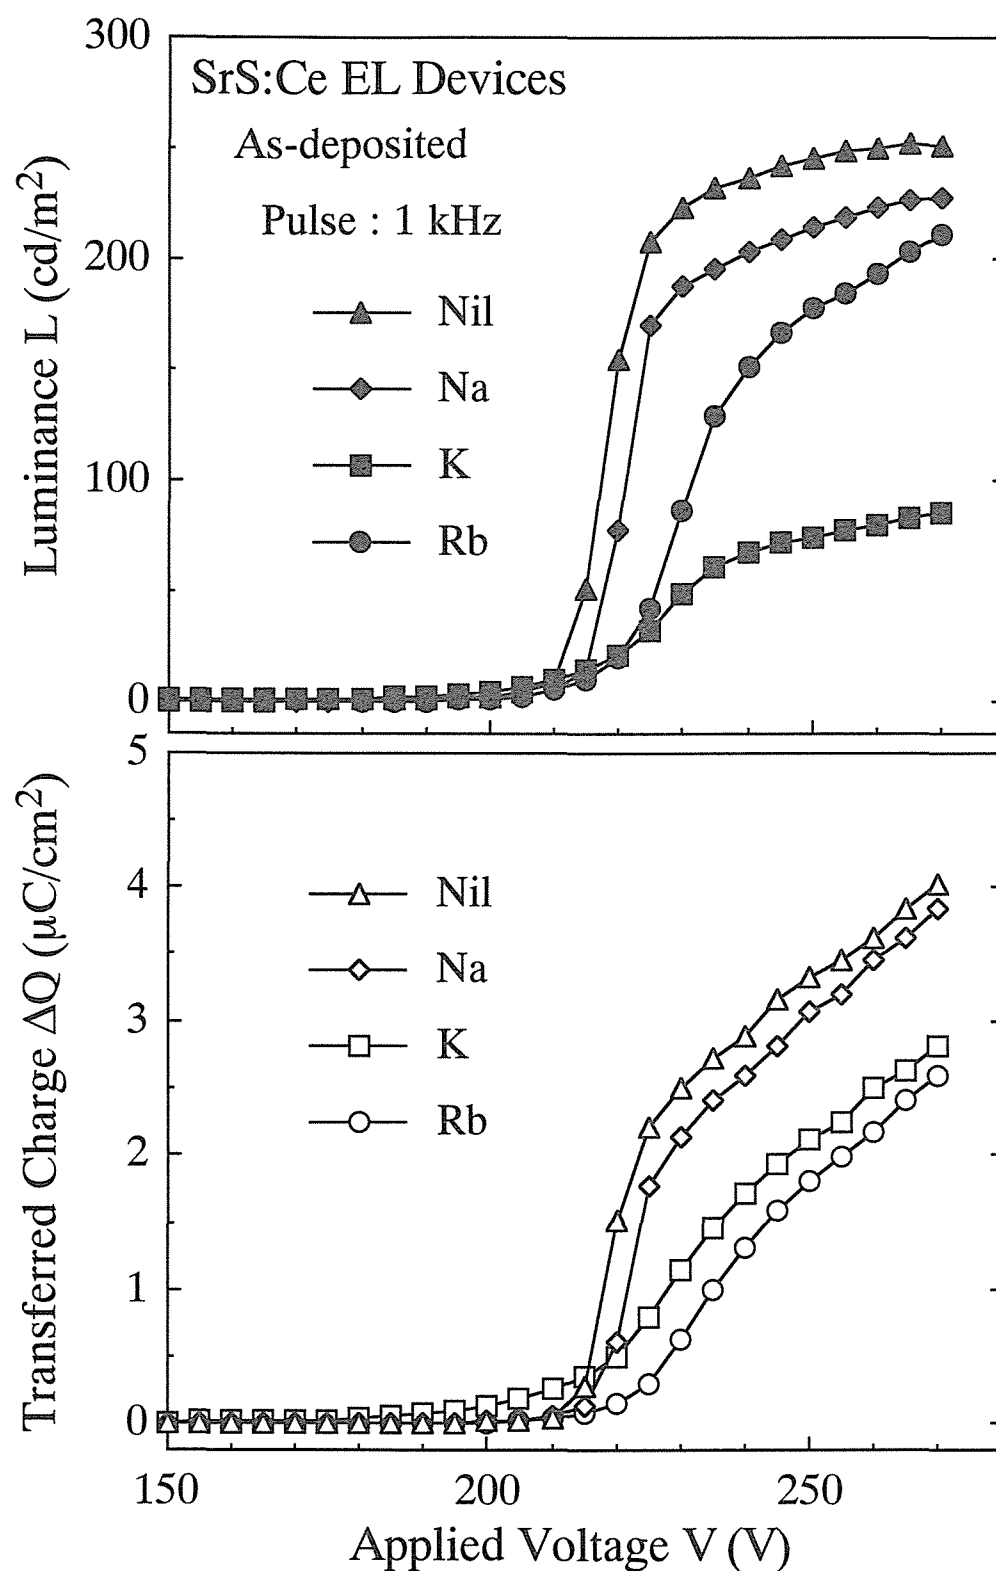 300
SrS:Ce EL Devices
As-deposited
Pulse : 1 kHz
Nil
Na
K
Rb
200
100
0
Luminance L (cd/m²)
5
4
3
2
1
0
Nil
Na
K
Rb
Transferred Charge ΔQ (μC/cm²)
150 200 250
Applied Voltage V (V)